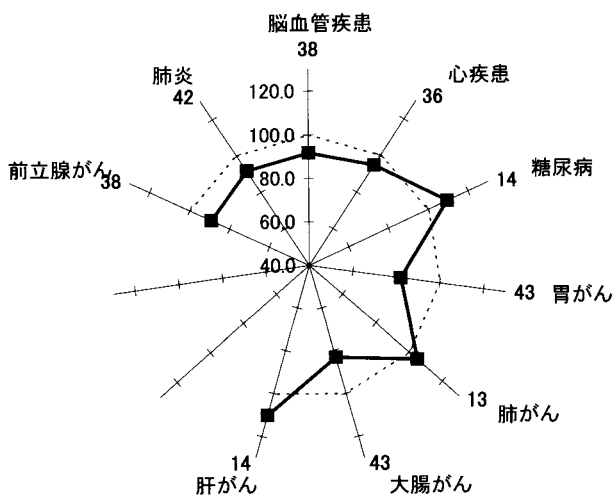 脳血管疾患
38
心疾患
36
糖尿病
14
43
胃がん
13
肺がん
43
大腸がん
14
肝がん
前立腺がん
38
肺炎
42
120.0
100.0
80.0
60.0
40.0